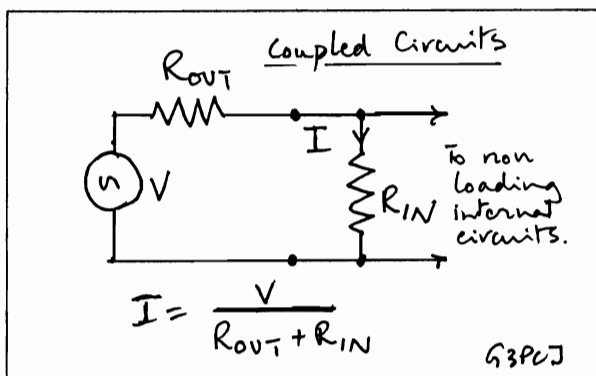 Coupled Circuits
ROUT
I
V
RIN
To non
loading
internal
circuits.
I = V / ROUT + RIN
G3PCJ